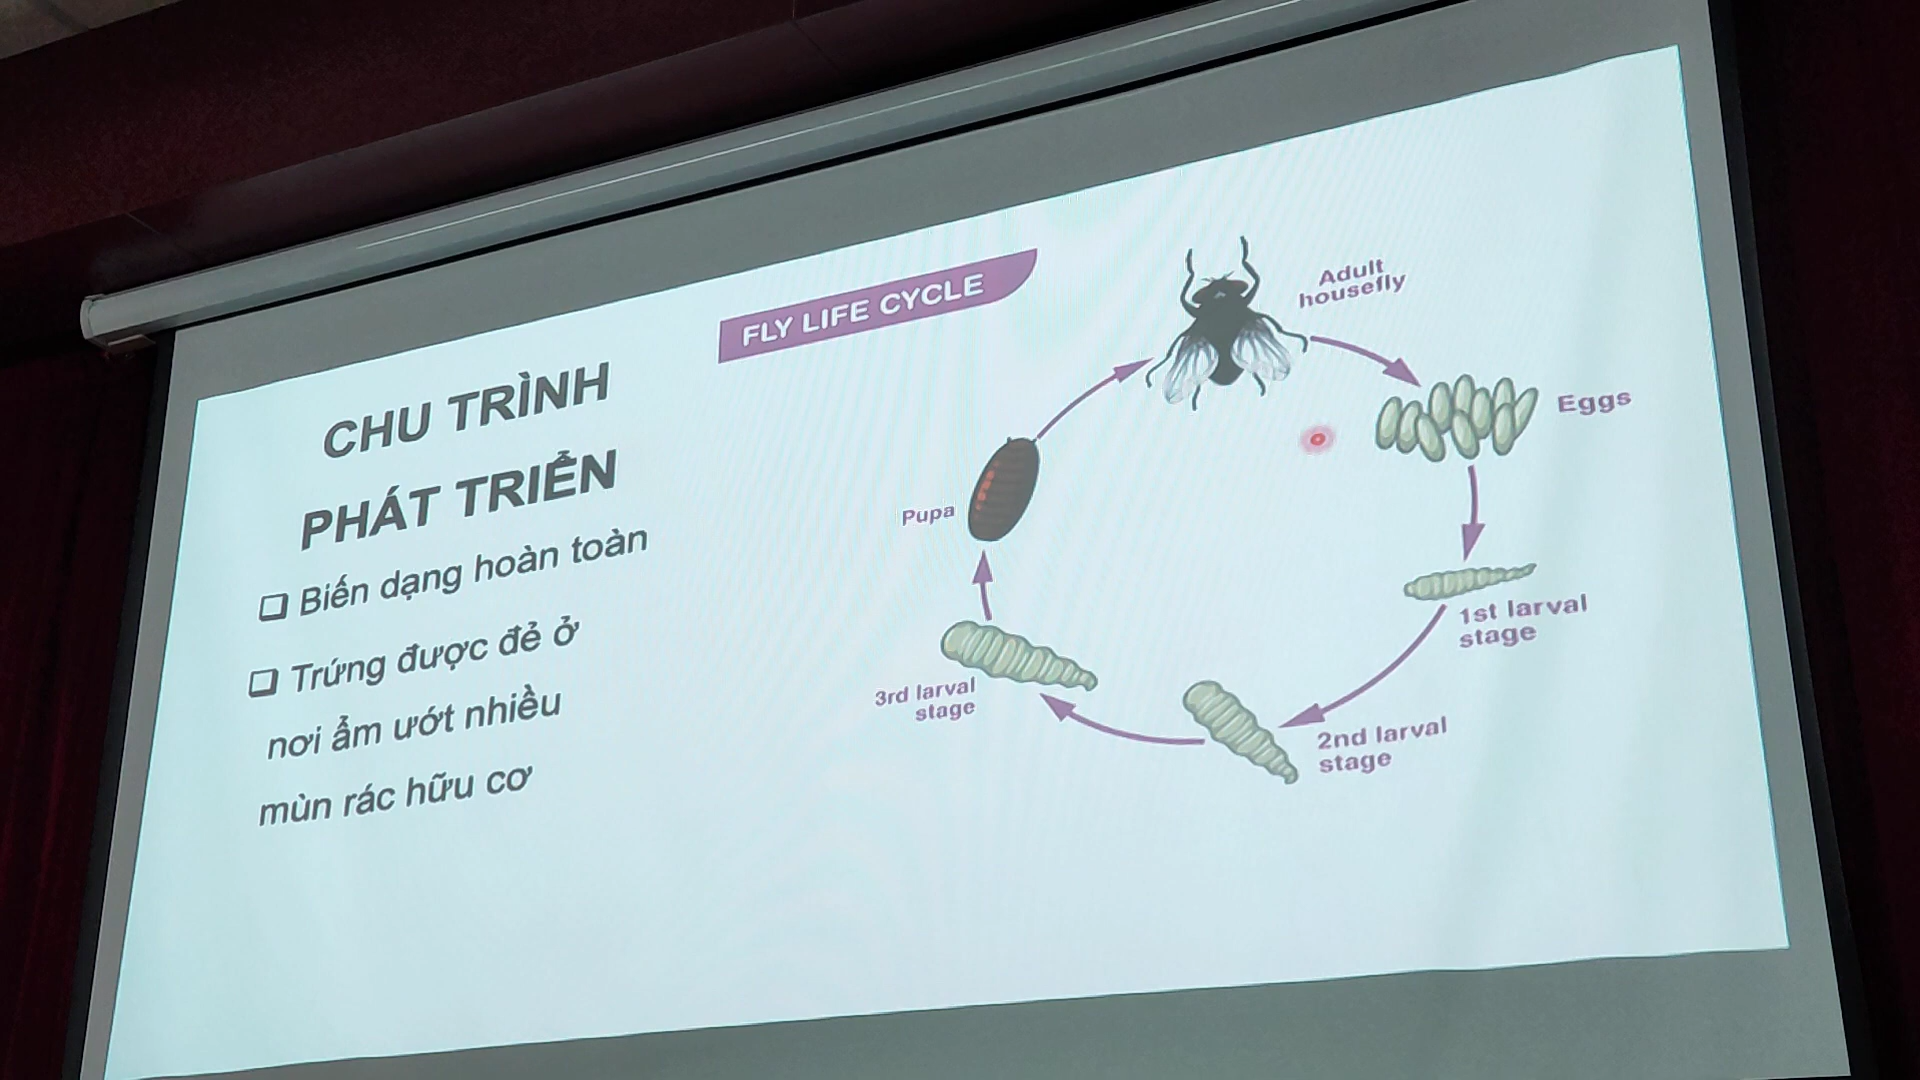 CHU TRÌNH
PHÁT TRIỂN
❑ Biến dạng hoàn toàn
❑ Trứng được đẻ ở
nơi ẩm ướt nhiều
mùn rác hữu cơ
FLY LIFE CYCLE
Adult
housefly
Eggs
1st larval
stage
2nd larval
stage
3rd larval
stage
Pupa